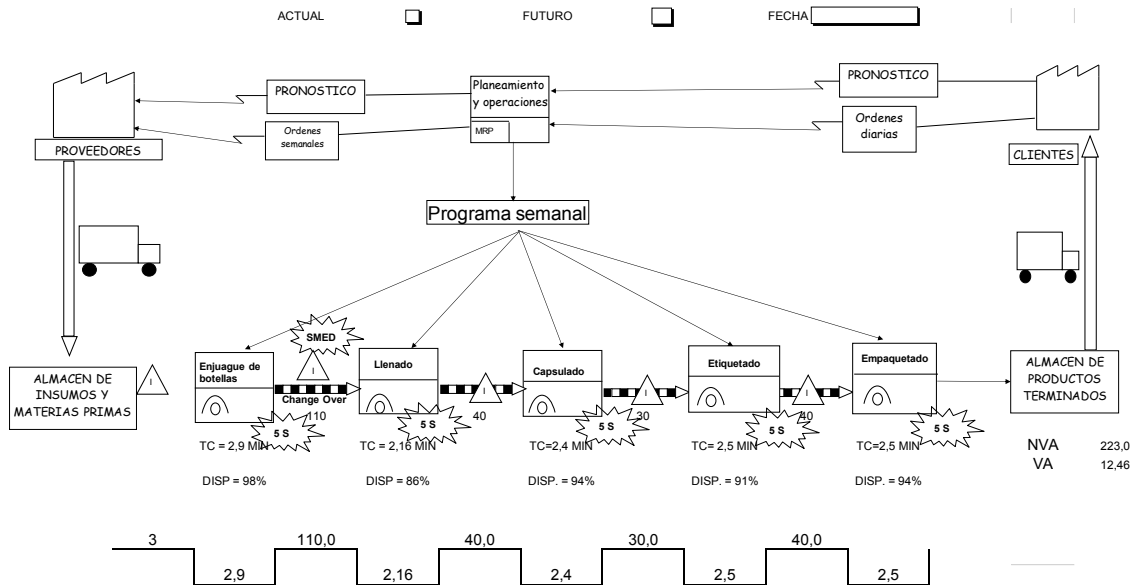 ACTUAL
FUTURO
FECHA
PRONOSTICO
Planeamiento
y operaciones
MRP
PRONOSTICO
Ordenes
semanales
Ordenes
diarias
PROVEEDORES
CLIENTES
Programa semanal
SMED
I
Enjuague de
botellas
Llenado
Capsulado
Etiquetado
Empaquetado
ALMACEN DE
INSUMOS Y
MATERIAS PRIMAS
I
I
I
I
ALMACEN DE
PRODUCTOS
TERMINADOS
Change Over
110
40
30
40
5 S
5 S
5 S
5 S
5 S
TC = 2,9 MIN
TC = 2,16 MIN
TC=2,4 MIN
TC= 2,5 MIN
TC=2,5 MIN
NVA 223,0
VA 12,46
DISP = 98%
DISP = 86%
DISP. = 94%
DISP. = 91%
DISP. = 94%
3
110,0
40,0
30,0
40,0
2,9
2,16
2,4
2,5
2,5